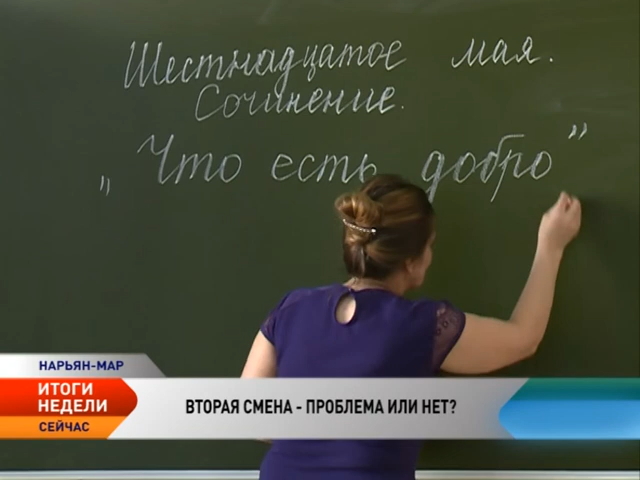 Шестнадцатое мая.
Сочинение.
„ Что есть добро”
НАРЬЯН-МАР
ИТОГИ
НЕДЕЛИ
СЕЙЧАС
ВТОРАЯ СМЕНА - ПРОБЛЕМА ИЛИ НЕТ?